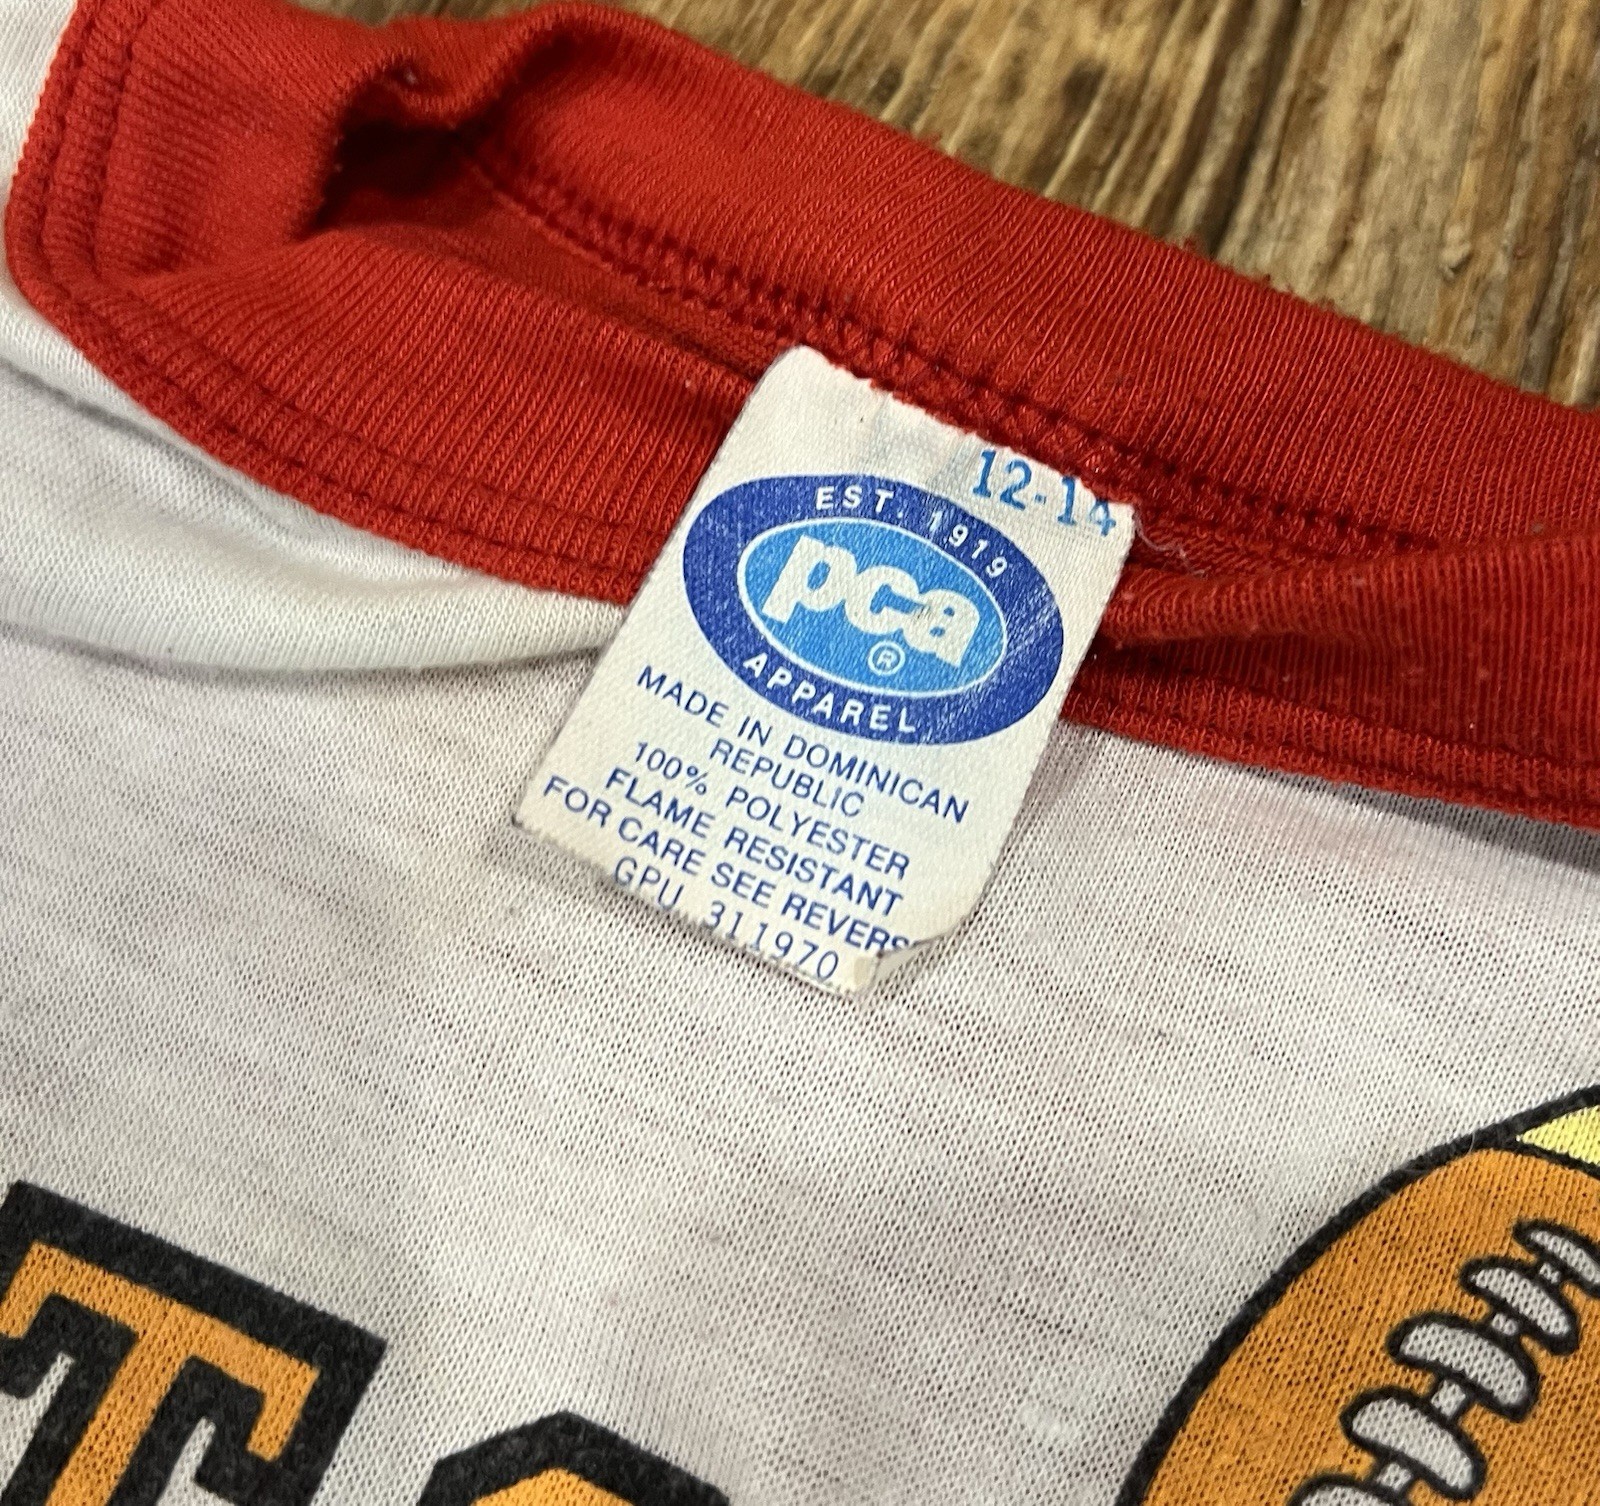 12-14
EST. 1919
pca
®
APPAREL
MADE IN DOMINICAN
REPUBLIC
100% POLYESTER
FLAME RESISTANT
FOR CARE SEE REVERSE
GPU 311970